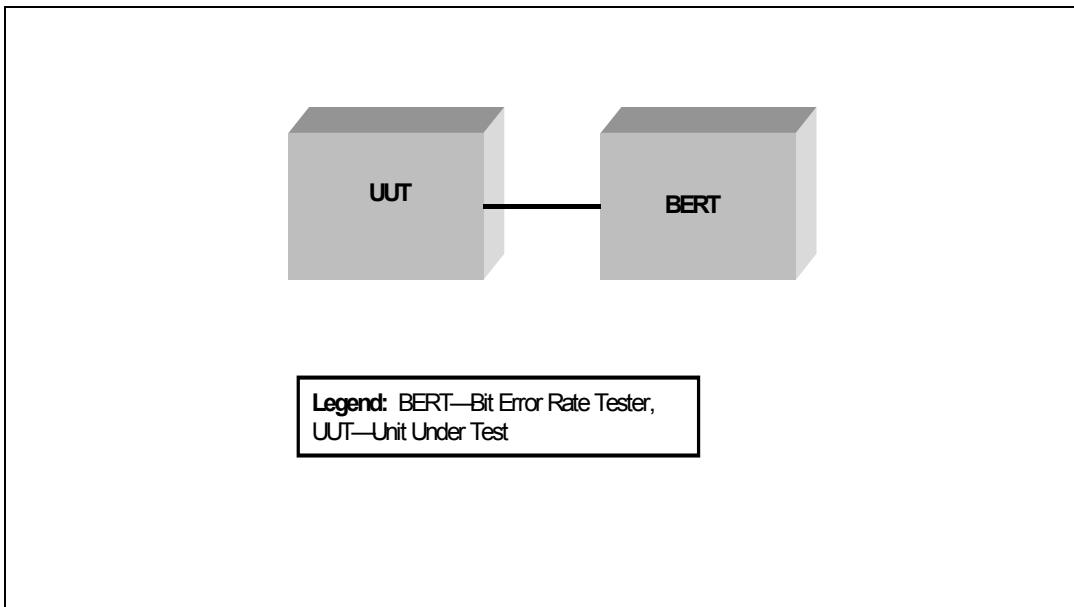 UUT
BERT
Legend: BERT—Bit Error Rate Tester,
UUT—Unit Under Test